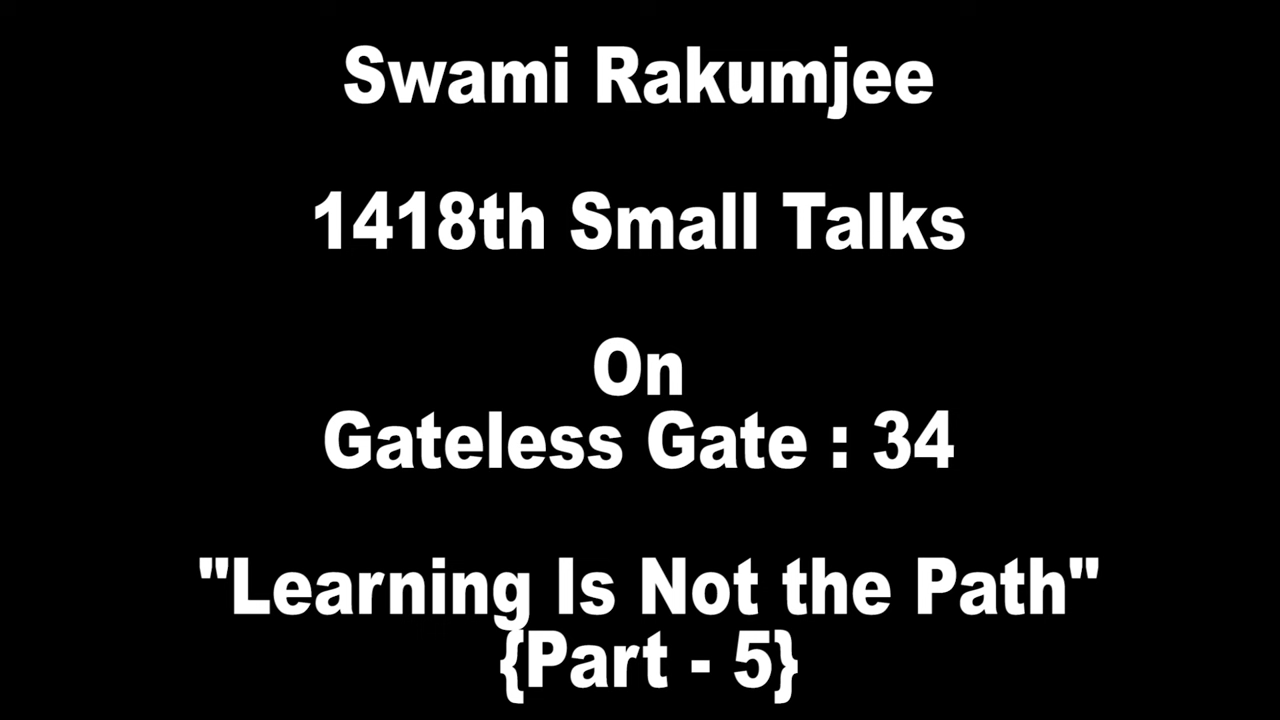 Swami Rakumjee
1418th Small Talks
On
Gateless Gate : 34
"Learning Is Not the Path"
{Part - 5}